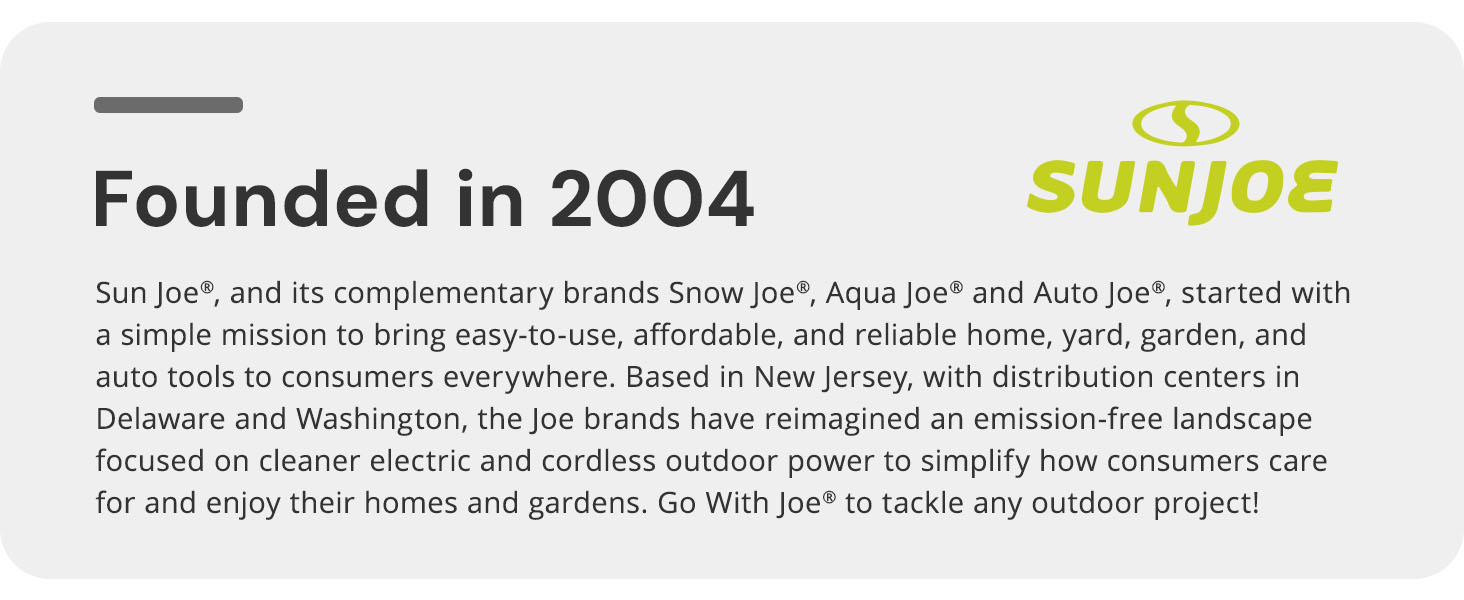 SUNJOE
Founded in 2004
Sun Joe®, and its complementary brands Snow Joe®, Aqua Joe® and Auto Joe®, started with
a simple mission to bring easy-to-use, affordable, and reliable home, yard, garden, and
auto tools to consumers everywhere. Based in New Jersey, with distribution centers in
Delaware and Washington, the Joe brands have reimagined an emission-free landscape
focused on cleaner electric and cordless outdoor power to simplify how consumers care
for and enjoy their homes and gardens. Go With Joe® to tackle any outdoor project!